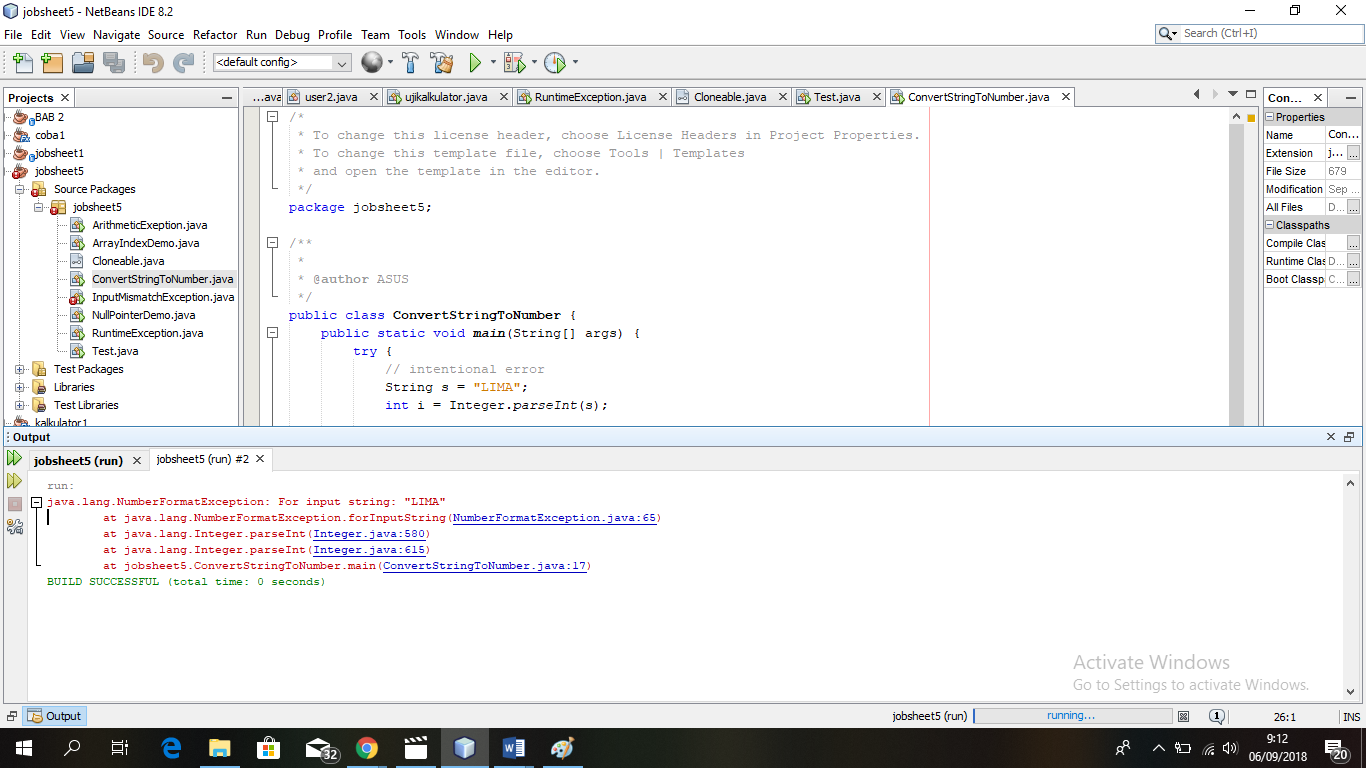 jobsheet5 - NetBeans IDE 8.2
File Edit View Navigate Source Refactor Run Debug Profile Team Tools Window Help
Search (Ctrl+I)
<default config>
Projects
BAB 2
coba1
jobsheet1
jobsheet5
Source Packages
jobsheet5
ArithmeticExeption.java
ArrayIndexDemo.java
Cloneable.java
ConvertStringToNumber.java
InputMismatchException.java
NullPointerDemo.java
RuntimeException.java
Test.java
Test Packages
Libraries
Test Libraries
kalkulator1
...ava user2.java ujikalkulator.java RuntimeException.java Cloneable.java Test.java ConvertStringToNumber.java
/*
* To change this license header, choose License Headers in Project Properties.
* To change this template file, choose Tools | Templates
* and open the template in the editor.
*/
package jobsheet5;
/**
*
* @author ASUS
*/
public class ConvertStringToNumber {
public static void main(String[] args) {
try {
// intentional error
String s = "LIMA";
int i = Integer.parseInt(s);
Con...
Properties
Name Con...
Extension j... ...
File Size 679
Modification Sep ...
All Files D... ...
Classpaths
Compile Clas ...
Runtime Clas D... ...
Boot Classp C... ...
Output
jobsheet5 (run) jobsheet5 (run) #2
run:
java.lang.NumberFormatException: For input string: "LIMA"
at java.lang.NumberFormatException.forInputString(NumberFormatException.java:65)
at java.lang.Integer.parseInt(Integer.java:580)
at java.lang.Integer.parseInt(Integer.java:615)
at jobsheet5.ConvertStringToNumber.main(ConvertStringToNumber.java:17)
BUILD SUCCESSFUL (total time: 0 seconds)
Activate Windows
Go to Settings to activate Windows.
Output
jobsheet5 (run) running... 1 26:1 INS
32
9:12
06/09/2018
20